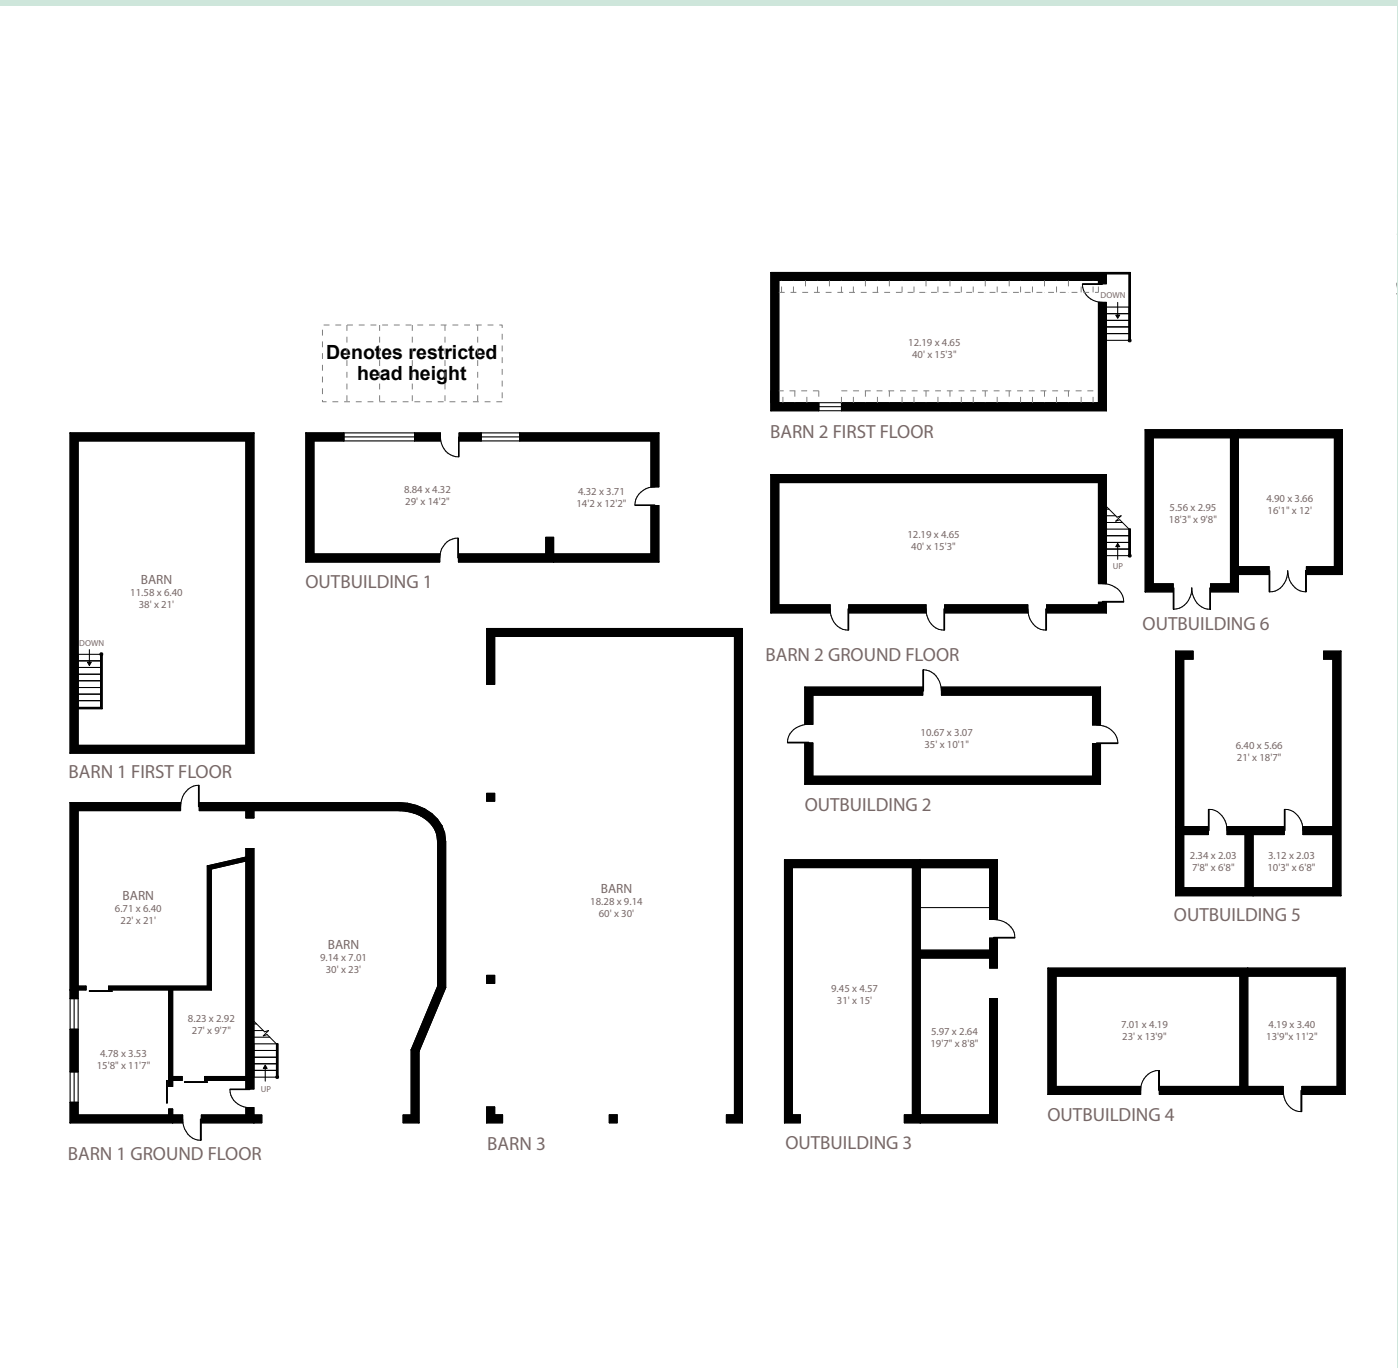 Denotes restricted
head height
DOWN
12.19 x 4.65
40' x 15'3"
BARN 2 FIRST FLOOR
BARN
11.58 x 6.40
38' x 21'
DOWN
BARN 1 FIRST FLOOR
8.84 x 4.32
29' x 14'2"
4.32 x 3.71
14'2 x 12'2"
OUTBUILDING 1
12.19 x 4.65
40' x 15'3"
UP
BARN 2 GROUND FLOOR
5.56 x 2.95
18'3" x 9'8"
4.90 x 3.66
16'1" x 12'
OUTBUILDING 6
10.67 x 3.07
35' x 10'1"
OUTBUILDING 2
6.40 x 5.66
21' x 18'7"
2.34 x 2.03
7'8" x 6'8"
3.12 x 2.03
10'3" x 6'8"
OUTBUILDING 5
BARN
6.71 x 6.40
22' x 21'
BARN
9.14 x 7.01
30' x 23'
8.23 x 2.92
27' x 9'7"
4.78 x 3.53
15'8" x 11'7"
UP
BARN 1 GROUND FLOOR
BARN
18.28 x 9.14
60' x 30'
BARN 3
9.45 x 4.57
31' x 15'
5.97 x 2.64
19'7" x 8'8"
OUTBUILDING 3
7.01 x 4.19
23' x 13'9"
4.19 x 3.40
13'9"x 11'2"
OUTBUILDING 4